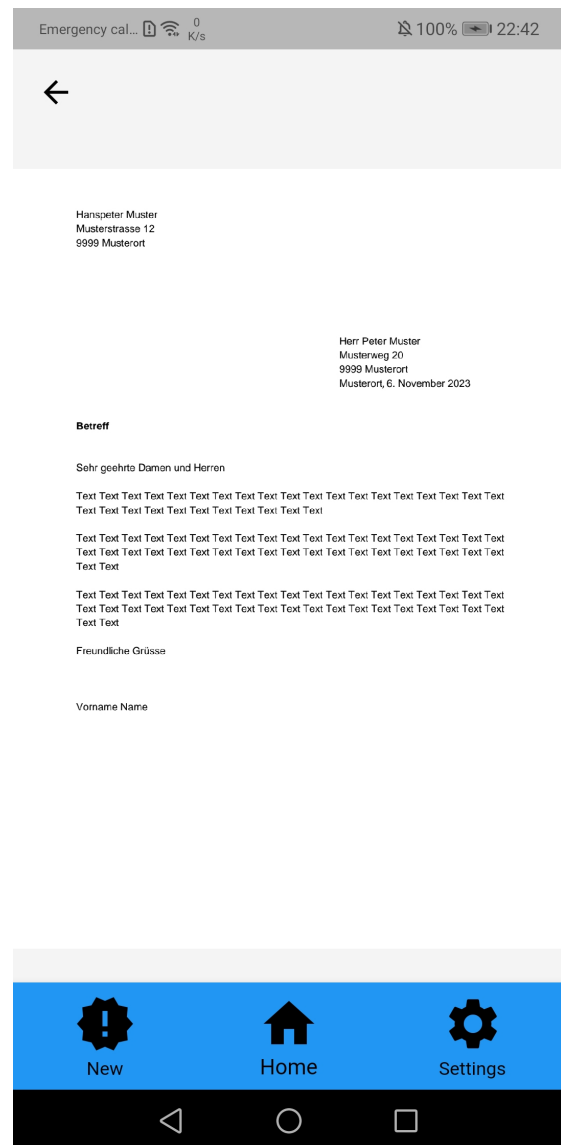 Emergency cal... 0 K/s 100% 22:42
Hanspeter Muster
Musterstrasse 12
9999 Musterort
Herr Peter Muster
Musterweg 20
9999 Musterort
Musterort, 6. November 2023
Betreff
Sehr geehrte Damen und Herren
Text Text Text Text Text Text Text Text Text Text Text Text Text Text Text Text Text Text Text
Text Text Text Text Text Text Text Text Text Text Text
Text Text Text Text Text Text Text Text Text Text Text Text Text Text Text Text Text Text Text
Text Text Text Text Text Text Text Text Text Text Text Text Text Text Text Text Text Text Text
Text Text
Text Text Text Text Text Text Text Text Text Text Text Text Text Text Text Text Text Text Text
Text Text Text Text Text Text Text Text Text Text Text Text Text Text Text Text Text Text Text
Text Text
Freundliche Grüsse
Vorname Name
New Home Settings